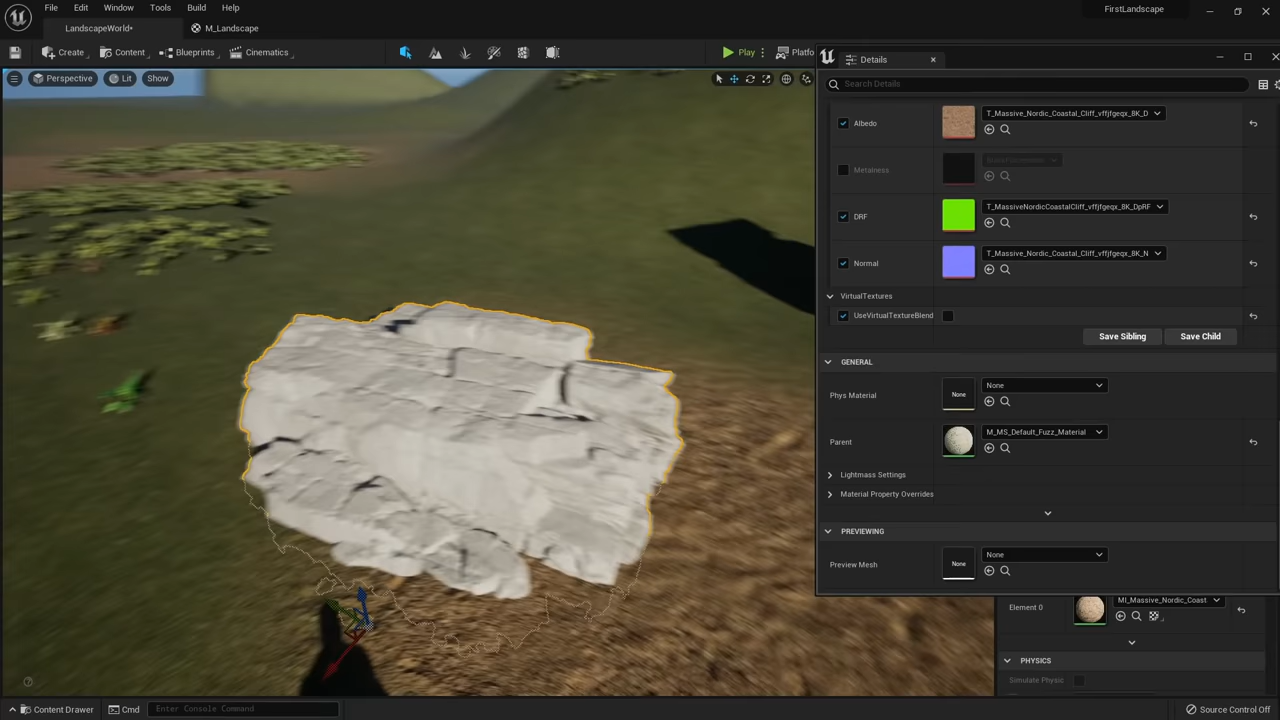 File Edit Window Tools Build Help FirstLandscape
LandscapeWorld* M_Landscape
Create Content Blueprints Cinematics Play Platfo
Details
Perspective Lit Show
Search Details
Albedo T_Massive_Nordic_Coastal_Cliff_vffjfgeqx_8K_D
Metalness
DRF T_MassiveNordicCoastalCliff_vffjfgeqx_8K_DpRF
Normal T_Massive_Nordic_Coastal_Cliff_vffjfgeqx_8K_N
VirtualTextures
UseVirtualTextureBlend
Save Sibling Save Child
GENERAL
Phys Material None None
Parent M_MS_Default_Fuzz_Material
Lightmass Settings
Material Property Overrides
PREVIEWING
Preview Mesh None None
Element 0 MI_Massive_Nordic_Coast
PHYSICS
Simulate Physic
Content Drawer Cmd Enter Console Command Source Control Off